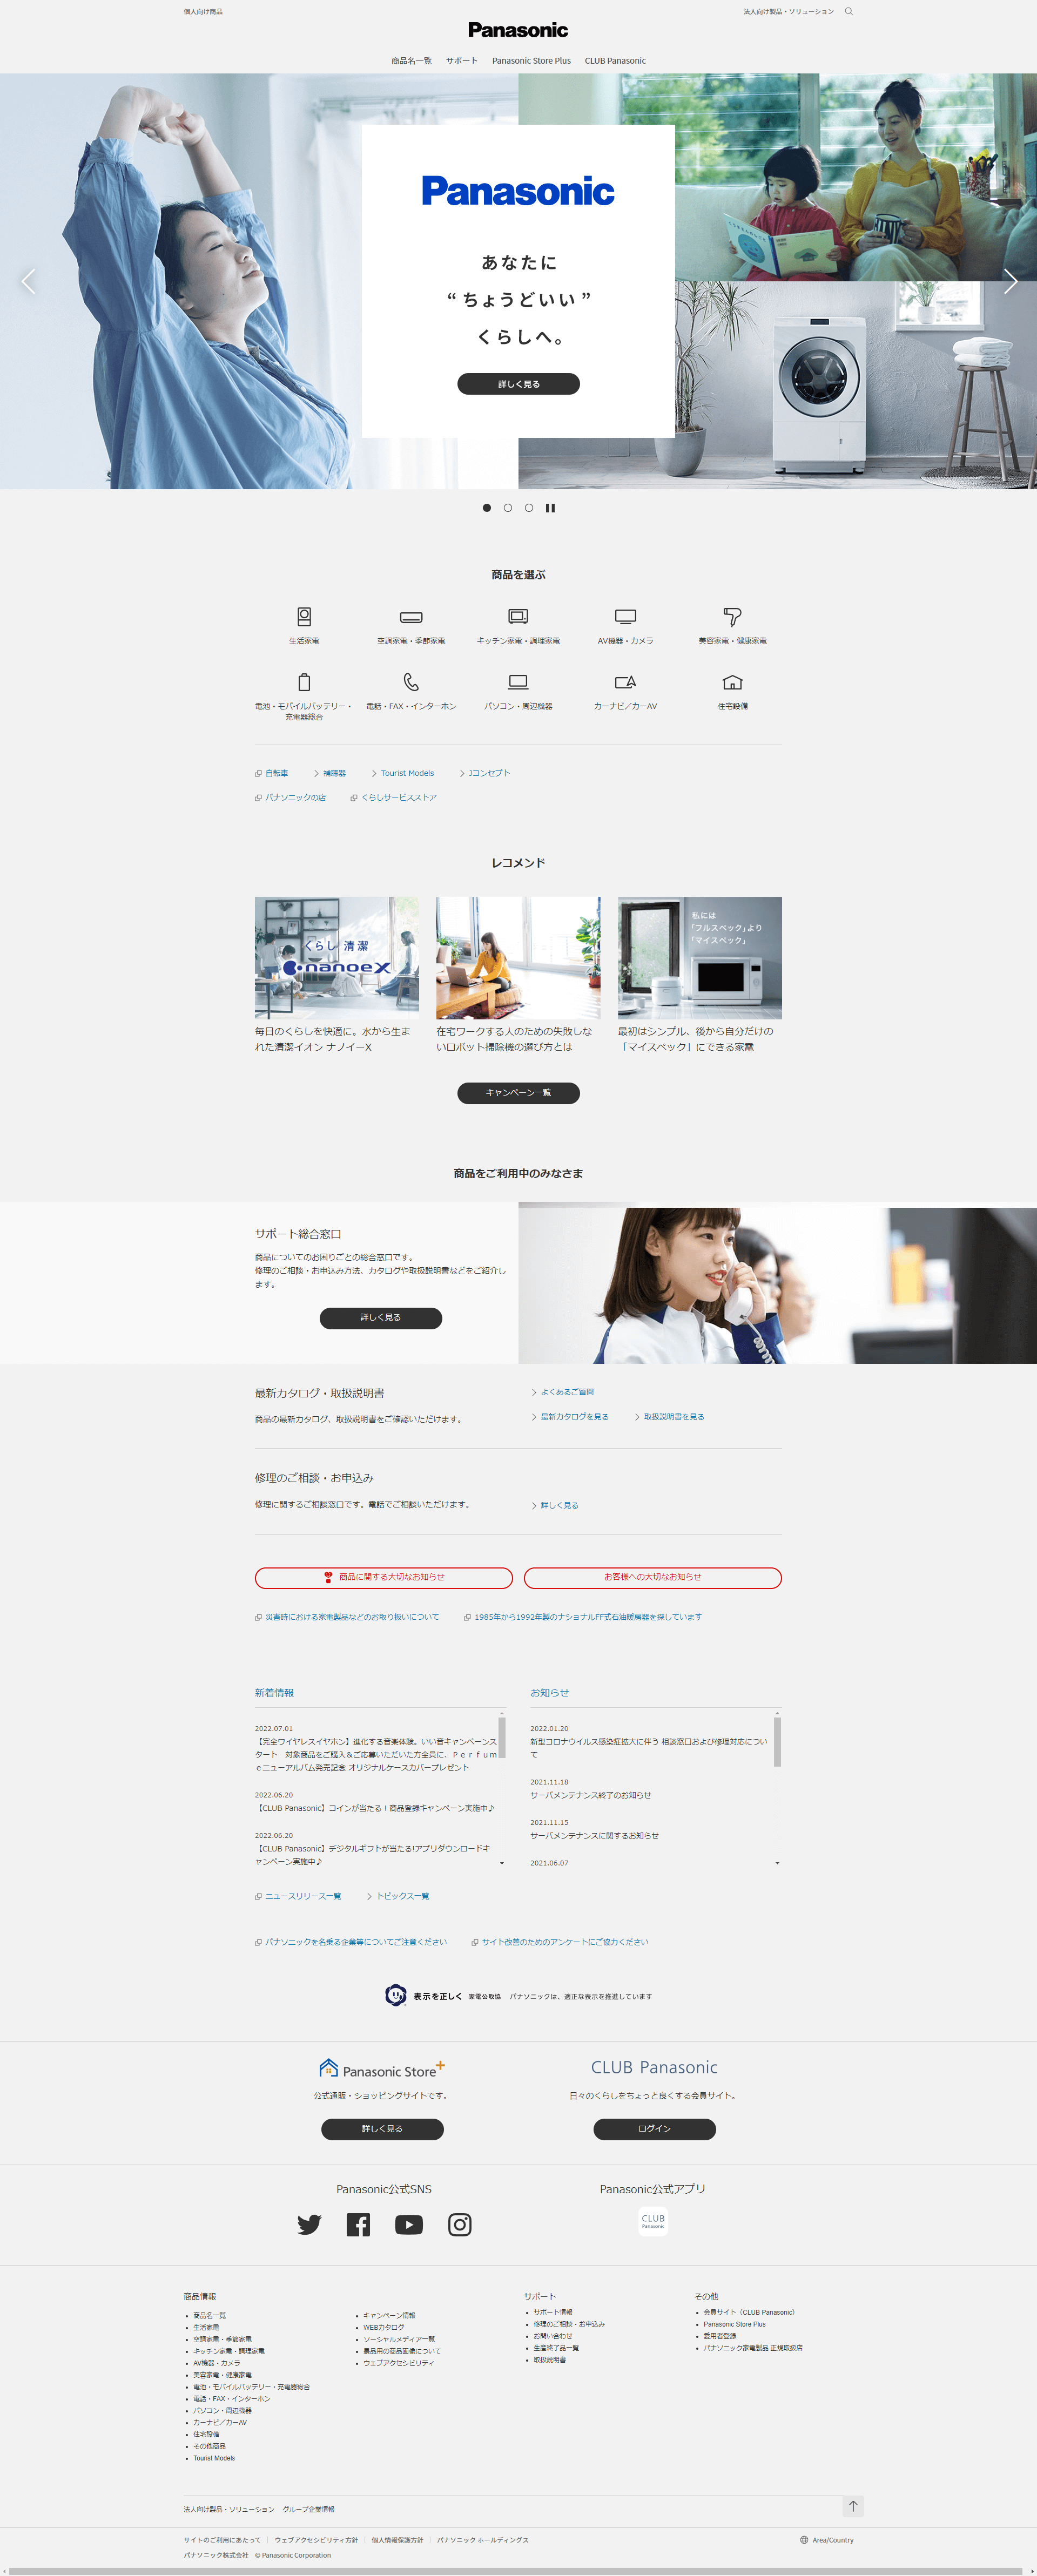 個人向け商品
法人向け製品・ソリューション
Panasonic
商品名一覧 サポート Panasonic Store Plus CLUB Panasonic
Panasonic
あなたに
“ちょうどいい”
くらしへ。
詳しく見る
商品を選ぶ
生活家電 空調家電・季節家電 キッチン家電・調理家電 AV機器・カメラ 美容家電・健康家電
電池・モバイルバッテリー・
充電器総合
電話・FAX・インターホン パソコン・周辺機器 カーナビ／カーAV 住宅設備
自転車 補聴器 Tourist Models Jコンセプト
パナソニックの店 くらしサービスストア
レコメンド
くらし 清潔
nanoeX
私には
「フルスペック」より
「マイスペック」
毎日のくらしを快適に。水から生ま
れた清潔イオン ナノイーX
在宅ワークする人のための失敗しな
いロボット掃除機の選び方とは
最初はシンプル、後から自分だけの
「マイスペック」にできる家電
キャンペーン一覧
商品をご利用中のみなさま
サポート総合窓口
商品についてのお困りごとの総合窓口です。
修理のご相談・お申込み方法、カタログや取扱説明書などをご紹介し
ます。
詳しく見る
最新カタログ・取扱説明書
商品の最新カタログ、取扱説明書をご確認いただけます。
よくあるご質問
最新カタログを見る 取扱説明書を見る
修理のご相談・お申込み
修理に関するご相談窓口です。電話でご相談いただけます。
詳しく見る
商品に関する大切なお知らせ
お客様への大切なお知らせ
災害時における家電製品などのお取り扱いについて 1985年から1992年製のナショナルFF式石油暖房器を探しています
新着情報
2022.07.01
【完全ワイヤレスイヤホン】進化する音楽体験。いい音キャンペーンス
タート 対象商品をご購入＆ご応募いただいた方全員に、Ｐｅｒｆｕｍ
ｅニューアルバム発売記念 オリジナルケースカバープレゼント
2022.06.20
【CLUB Panasonic】コインが当たる！商品登録キャンペーン実施中♪
2022.06.20
【CLUB Panasonic】デジタルギフトが当たる!アプリダウンロードキ
ャンペーン実施中♪
お知らせ
2022.01.20
新型コロナウイルス感染症拡大に伴う 相談窓口および修理対応につい
て
2021.11.18
サーバメンテナンス終了のお知らせ
2021.11.15
サーバメンテナンスに関するお知らせ
2021.06.07
ニュースリリース一覧 トピックス一覧
パナソニックを名乗る企業等についてご注意ください サイト改善のためのアンケートにご協力ください
表示を正しく 家電公取協 パナソニックは、適正な表示を推進しています
Panasonic Store+
公式通販・ショッピングサイトです。
詳しく見る
CLUB Panasonic
日々のくらしをちょっと良くする会員サイト。
ログイン
Panasonic公式SNS
Panasonic公式アプリ
CLUB
Panasonic
商品情報
商品名一覧
生活家電
空調家電・季節家電
キッチン家電・調理家電
AV機器・カメラ
美容家電・健康家電
電池・モバイルバッテリー・充電器総合
電話・FAX・インターホン
パソコン・周辺機器
カーナビ／カーAV
住宅設備
その他商品
Tourist Models
キャンペーン情報
WEBカタログ
ソーシャルメディア一覧
裏品用の商品画像について
ウェブアクセシビリティ
サポート
サポート情報
修理のご相談・お申込み
お問い合わせ
生産終了品一覧
取扱説明書
その他
会員サイト（CLUB Panasonic）
Panasonic Store Plus
愛用者登録
パナソニック家電製品 正規取扱店
法人向け製品・ソリューション グループ企業情報
サイトのご利用にあたって ウェブアクセシビリティ方針 個人情報保護方針 パナソニック ホールディングス
Area/Country
パナソニック株式会社 © Panasonic Corporation